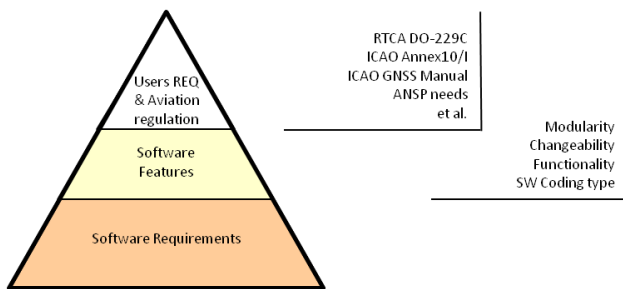 Users REQ
& Aviation
regulation
Software
Features
Software Requirements
RTCA DO-229C
ICAO Annex10/I
ICAO GNSS Manual
ANSP needs
et al.
Modularity
Changeability
Functionality
SW Coding type